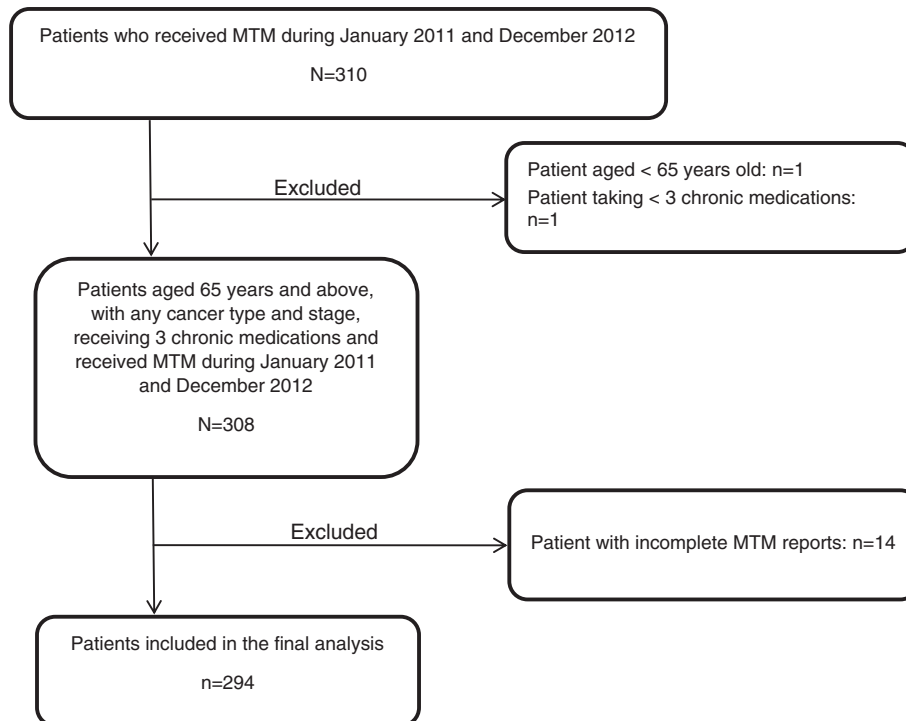 Patients who received MTM during January 2011 and December 2012
N=310
Excluded
Patient aged < 65 years old: n=1
Patient taking < 3 chronic medications:
n=1
Patients aged 65 years and above,
with any cancer type and stage,
receiving 3 chronic medications and
received MTM during January 2011
and December 2012
N=308
Excluded
Patient with incomplete MTM reports: n=14
Patients included in the final analysis
n=294